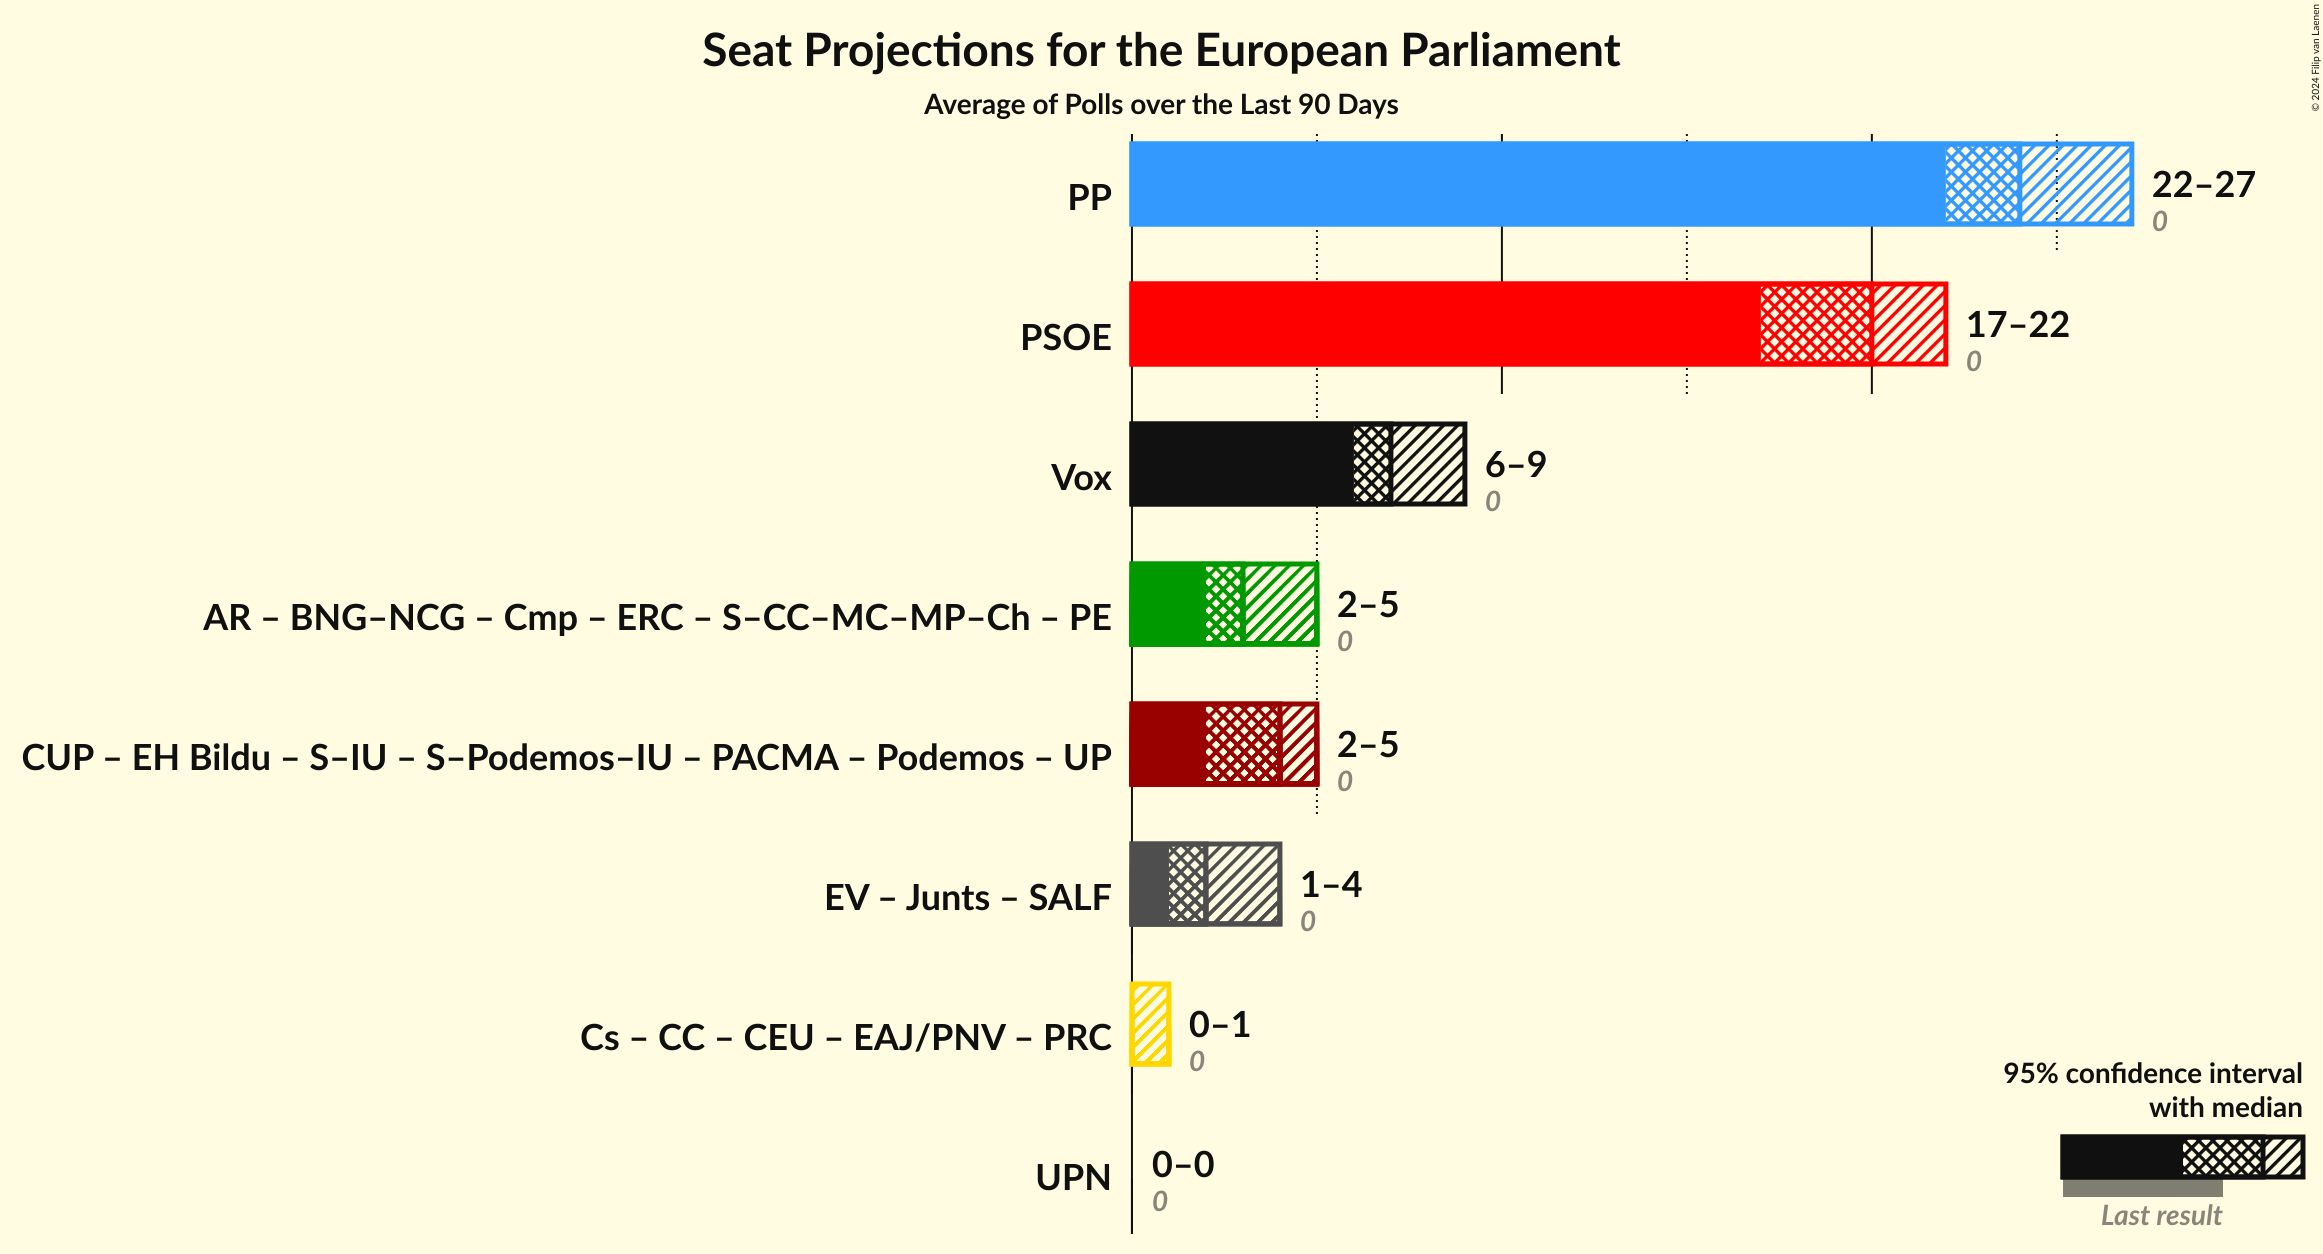 Seat Projections for the European Parliament
Average of Polls over the Last 90 Days
© 2024 Filip van Laenen
PP
22–27
0
PSOE
17–22
0
Vox
6–9
0
AR – BNG–NCG – Cmp – ERC – S–CC–MC–MP–Ch – PE
2–5
0
CUP – EH Bildu – S–IU – S–Podemos–IU – PACMA – Podemos – UP
2–5
0
EV – Junts – SALF
1–4
0
Cs – CC – CEU – EAJ/PNV – PRC
0–1
0
UPN
0–0
0
95% confidence interval
with median
Last result